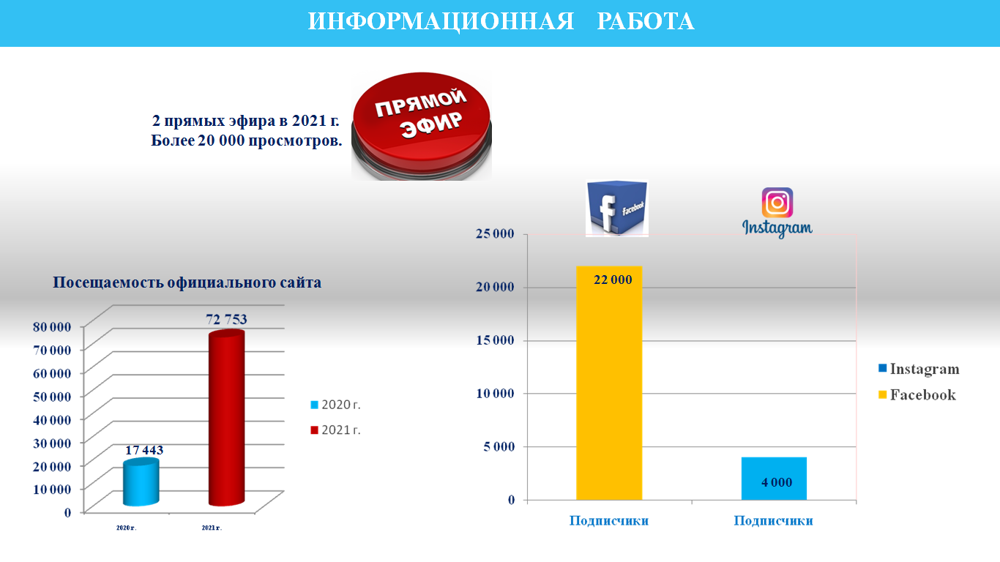 ИНФОРМАЦИОННАЯ РАБОТА
2 прямых эфира в 2021 г.
Более 20 000 просмотров.
ПРЯМОЙ
ЭФИР
Посещаемость официального сайта
80 000
70 000
60 000
50 000
40 000
30 000
20 000
10 000
0
17 443
72 753
2020 г.
2021 г.
2020 г.
2021 г.
f facebook
Instagram
25 000
20 000
15 000
10 000
5 000
0
22 000
4 000
Подписчики
Подписчики
Instagram
Facebook